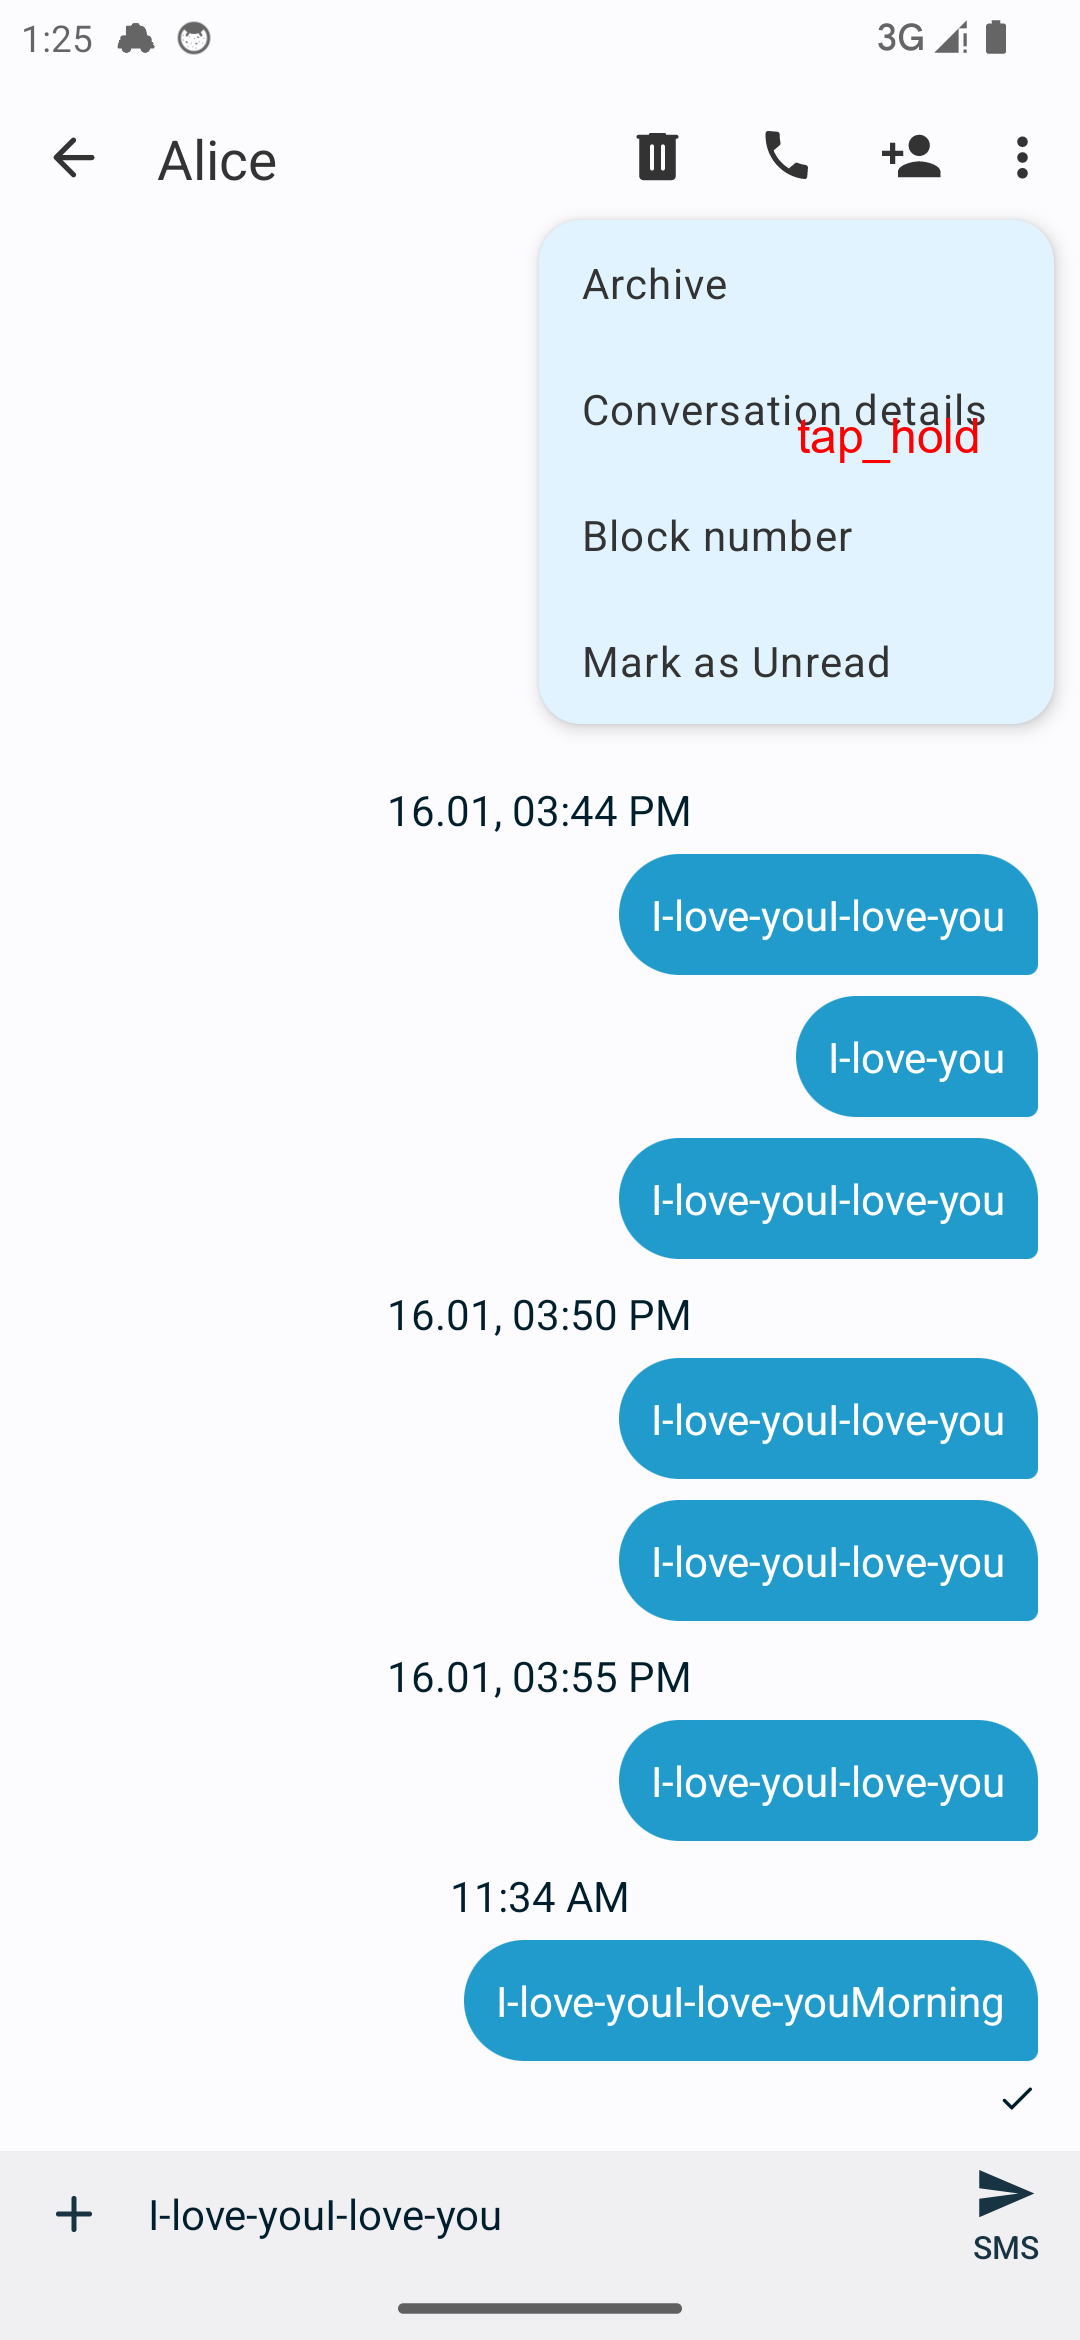 1:25
3G
Alice
Archive
Conversation details
tap_hold
Block number
Mark as Unread
16.01, 03:44 PM
I-love-youI-love-you
I-love-you
I-love-youI-love-you
16.01, 03:50 PM
I-love-youI-love-you
I-love-youI-love-you
16.01, 03:55 PM
I-love-youI-love-you
11:34 AM
I-love-youI-love-youMorning
I-love-youI-love-you
SMS